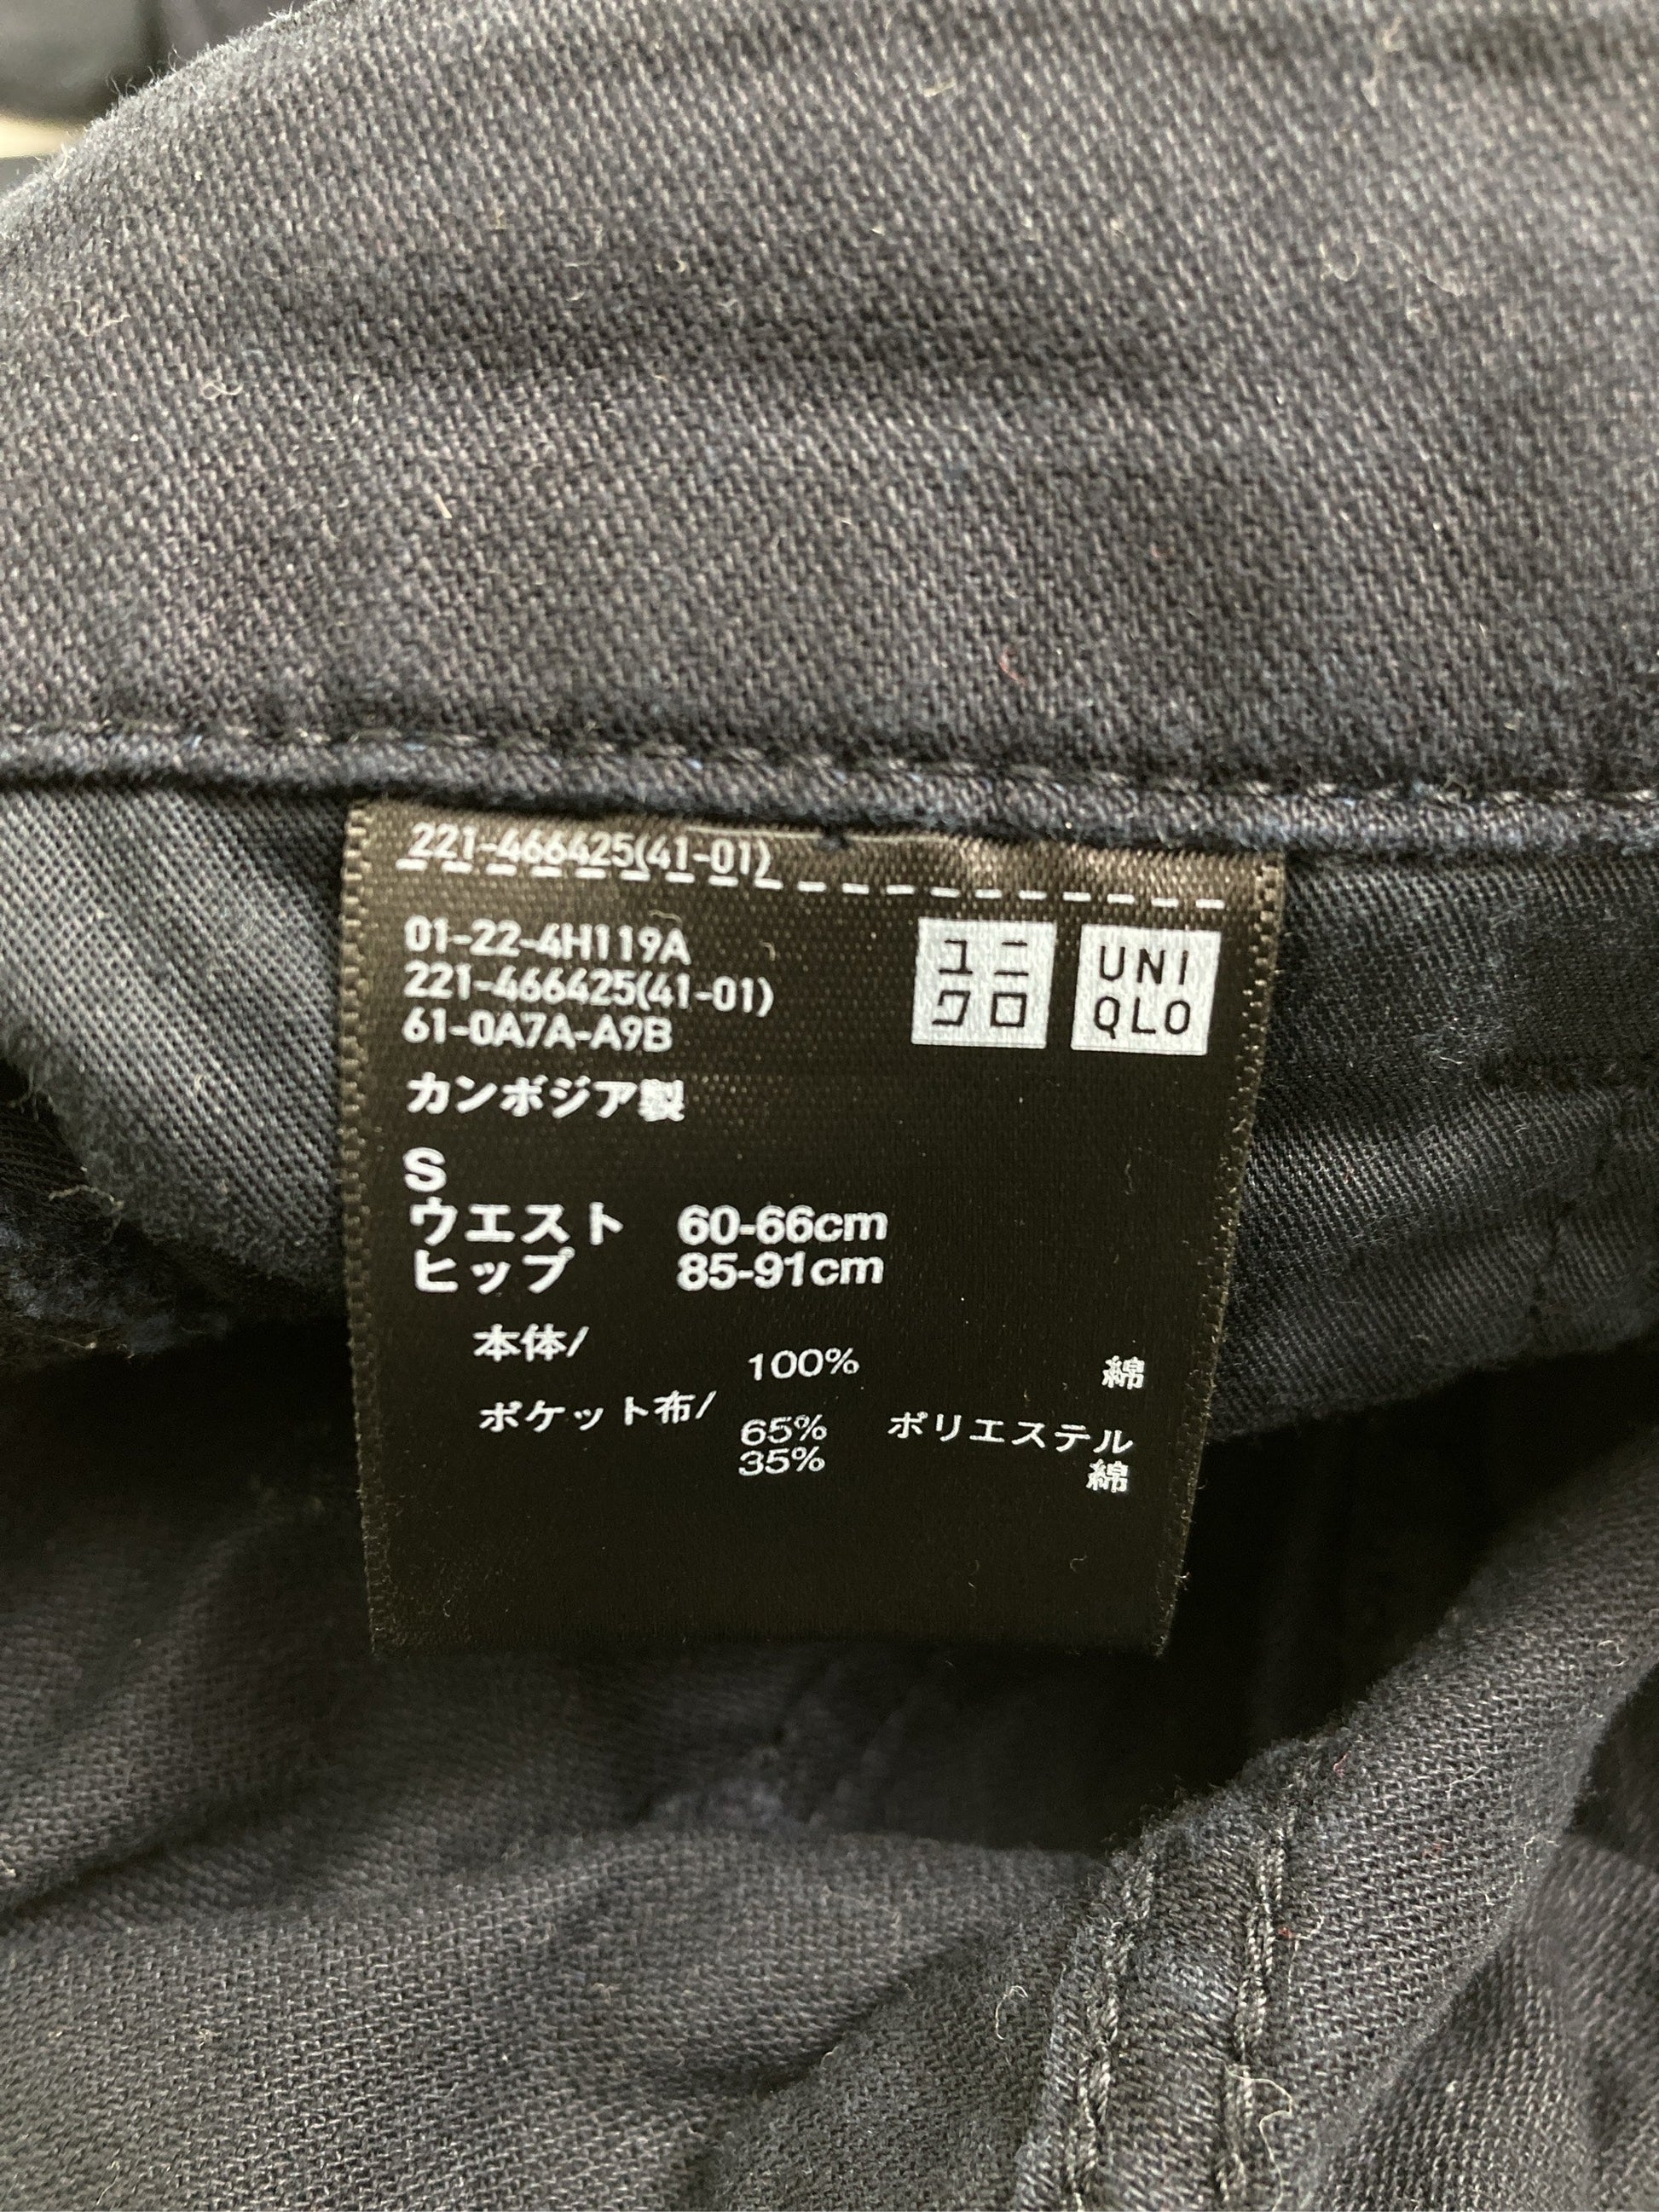 221-466425(41-01)
01-22-4H119A
221-466425(41-01)
61-0A7A-A9B
ユニ
クロ
UNI
QLO
カンボジア製
S
ウエスト 60-66cm
ヒップ 85-91cm
本体/
100% 綿
ポケット布/
65% ポリエステル
35% 綿